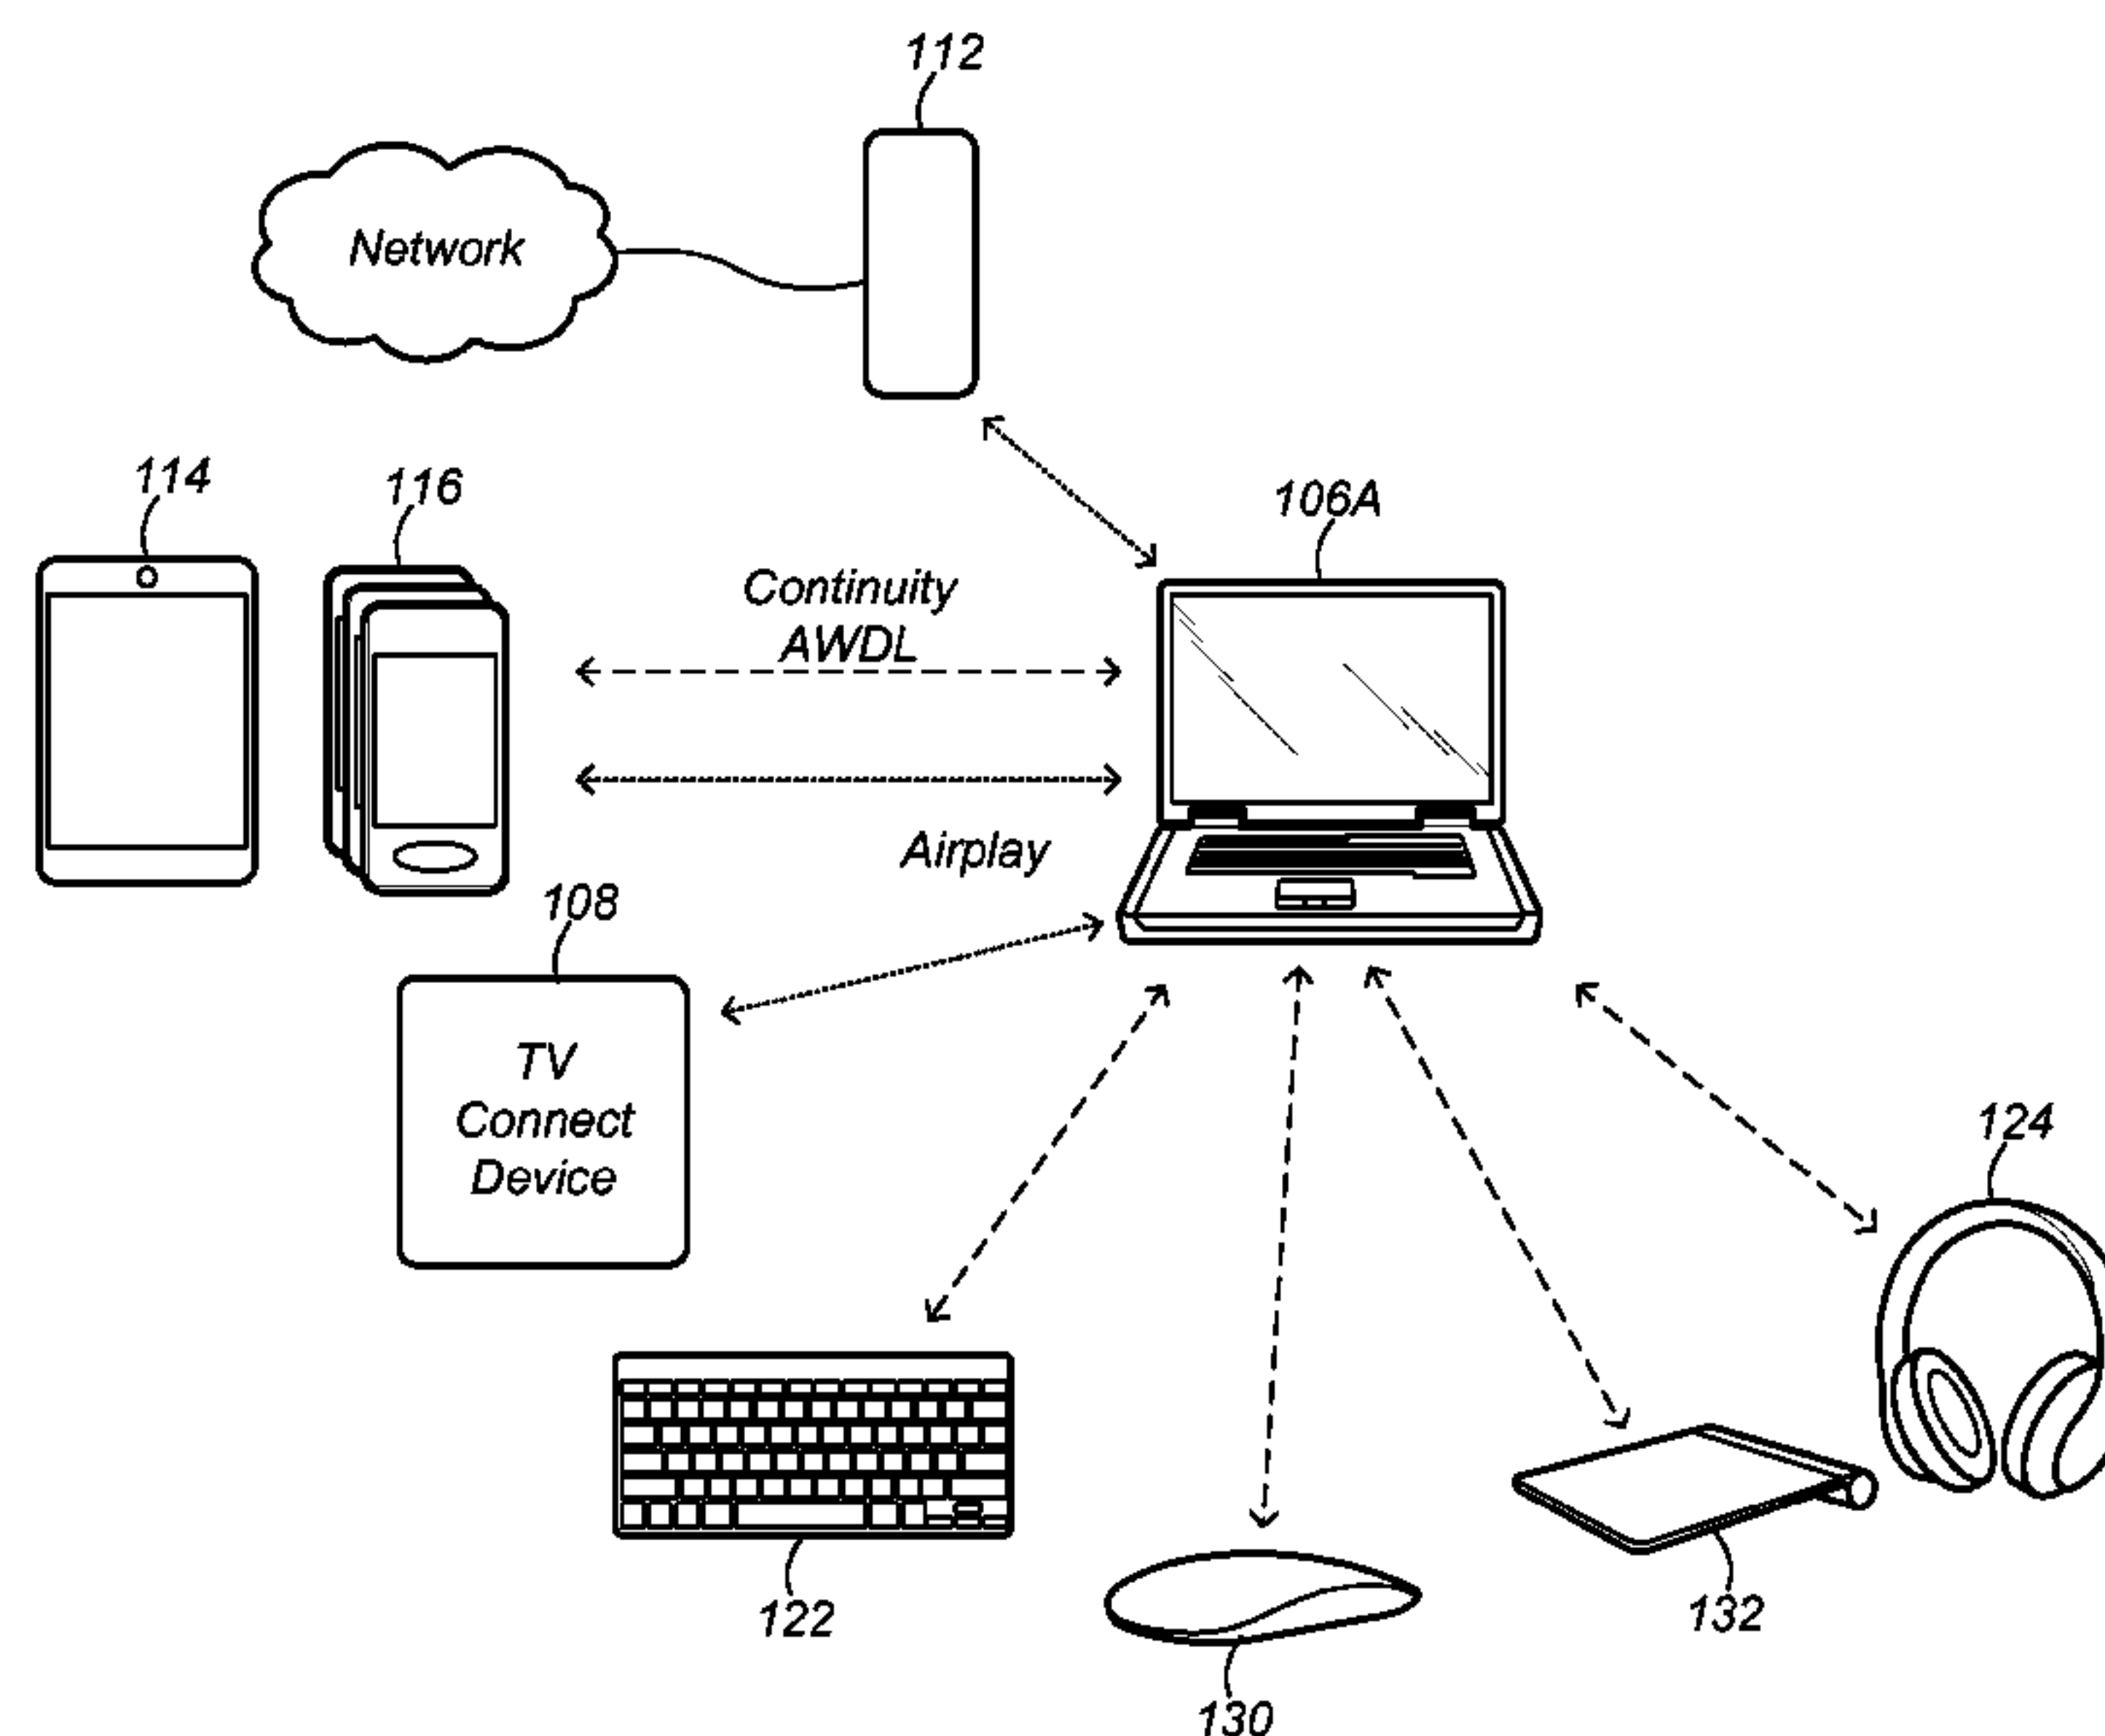 112
Network
114
116
106A
Continuity
AWDL
Airplay
108
TV
Connect
Device
124
122
132
130